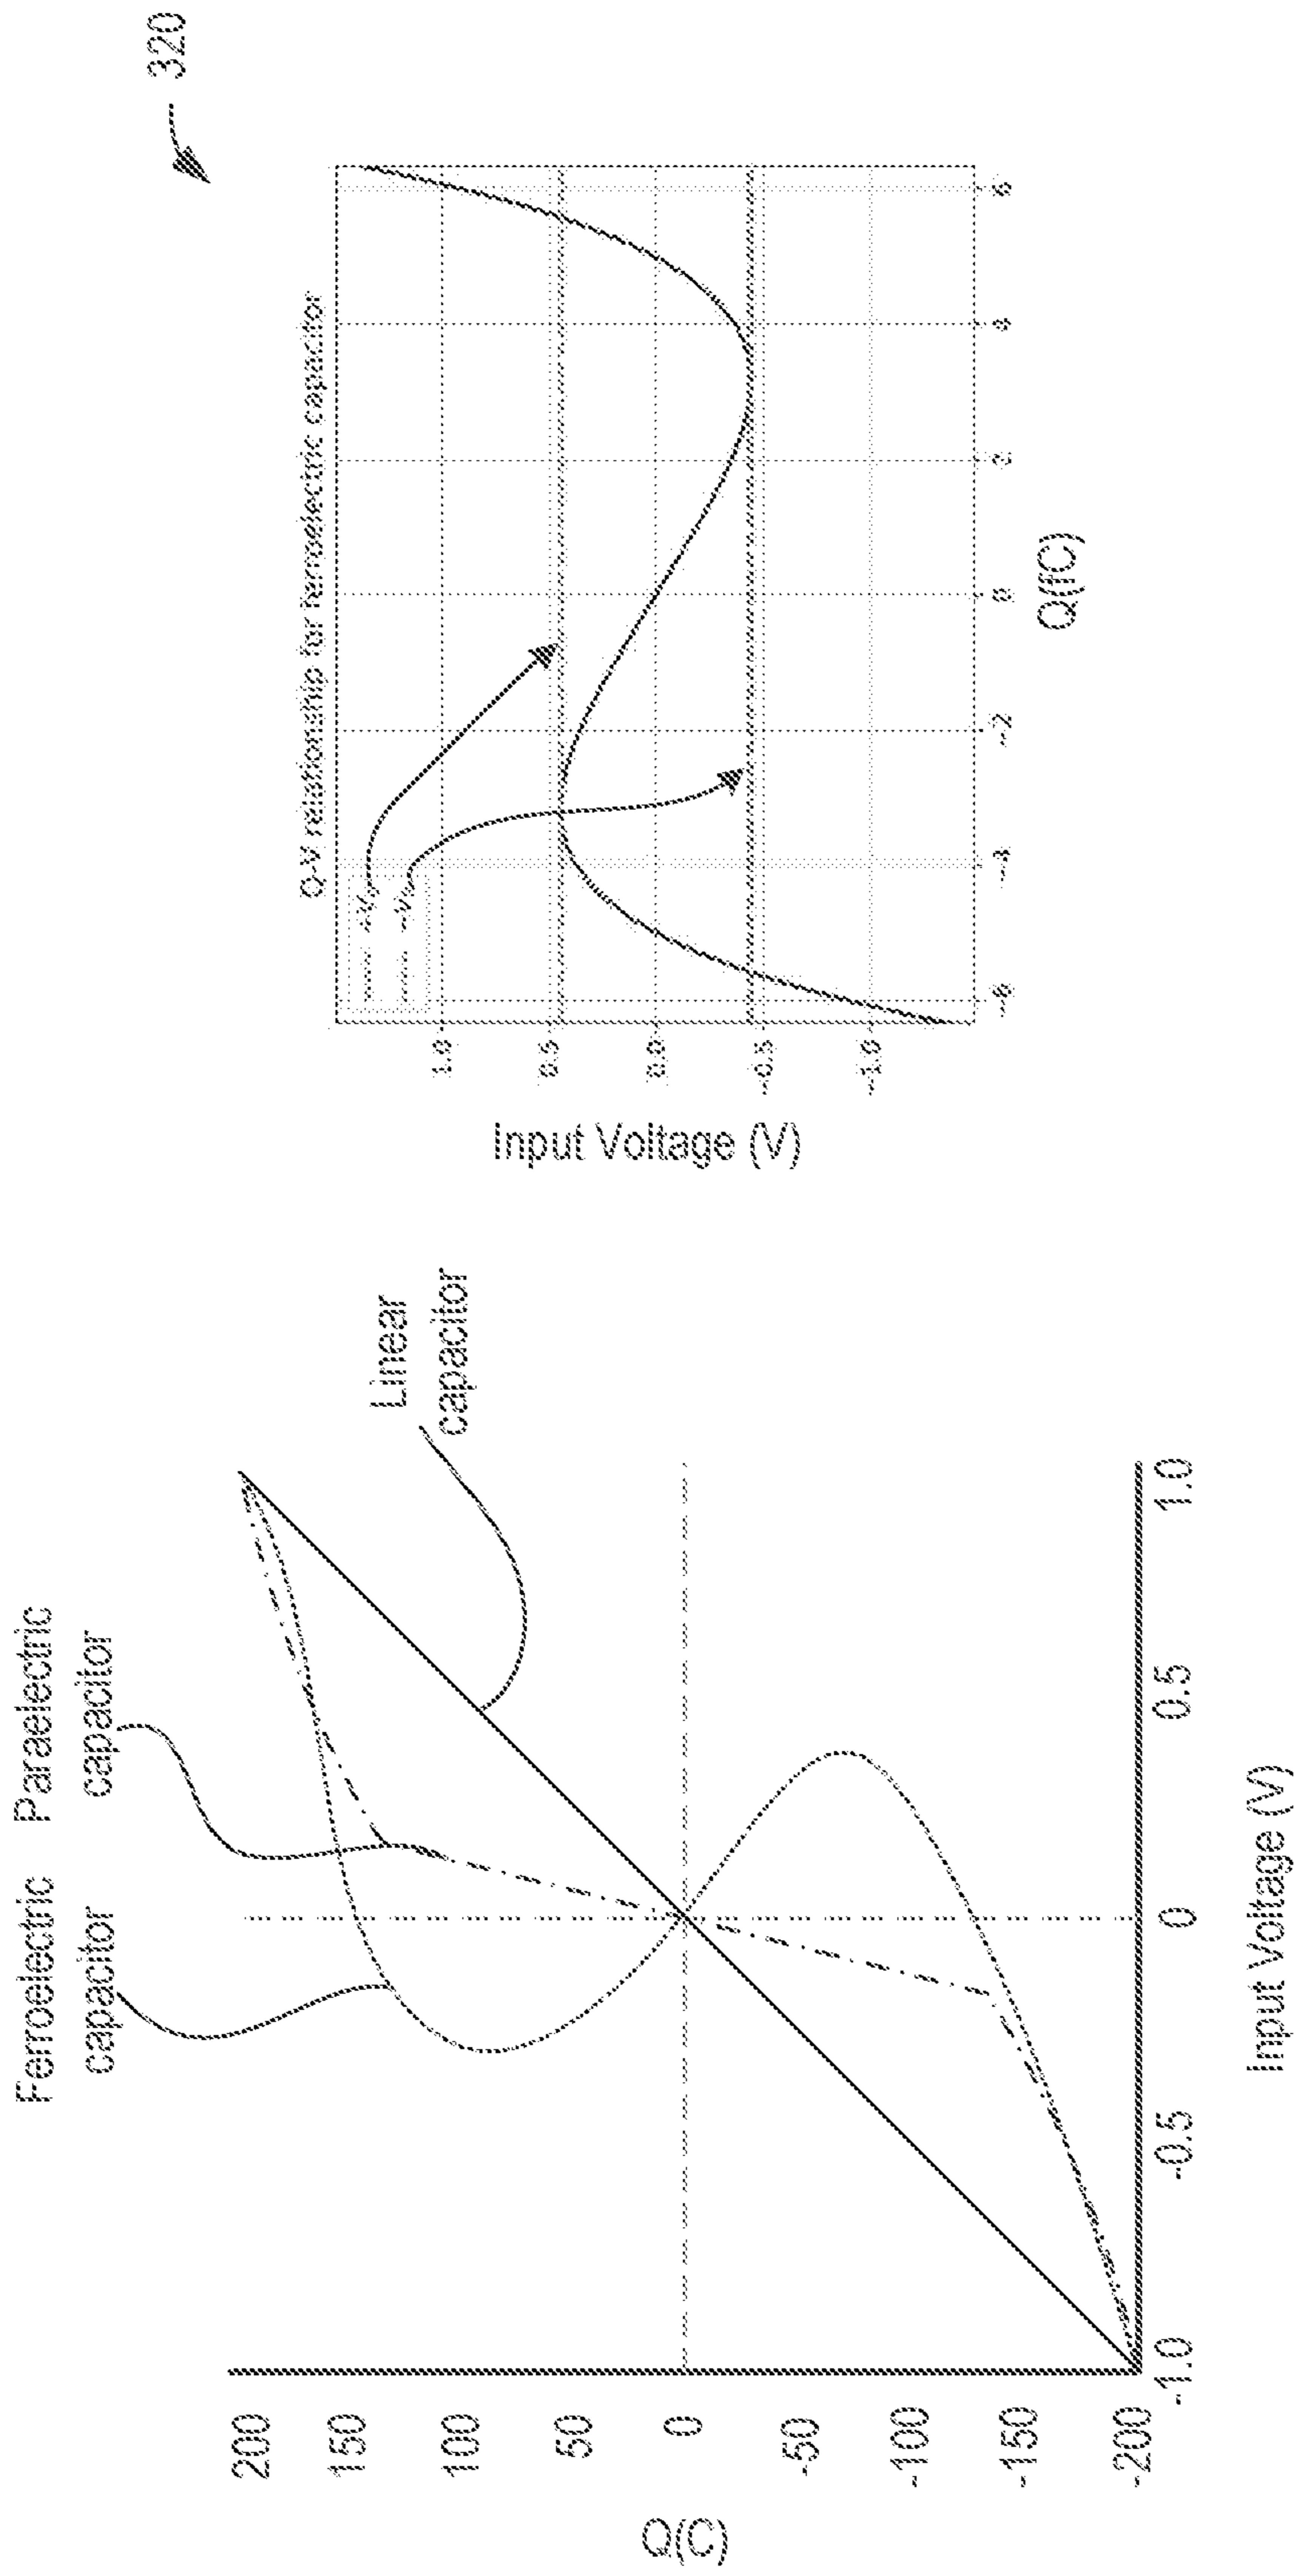 320
Ferroelectric
capacitor
Paraelectric
capacitor
Linear
capacitor
Q(C)
200
150
100
50
0
-50
-100
-150
-200
-1.0
-0.5
0
0.5
1.0
Input Voltage (V)
Q-V relationship for ferroelectric capacitor
Input Voltage (V)
1.0
0.5
0.0
-0.5
-1.0
-6
-4
-2
0
2
4
6
Q(fC)